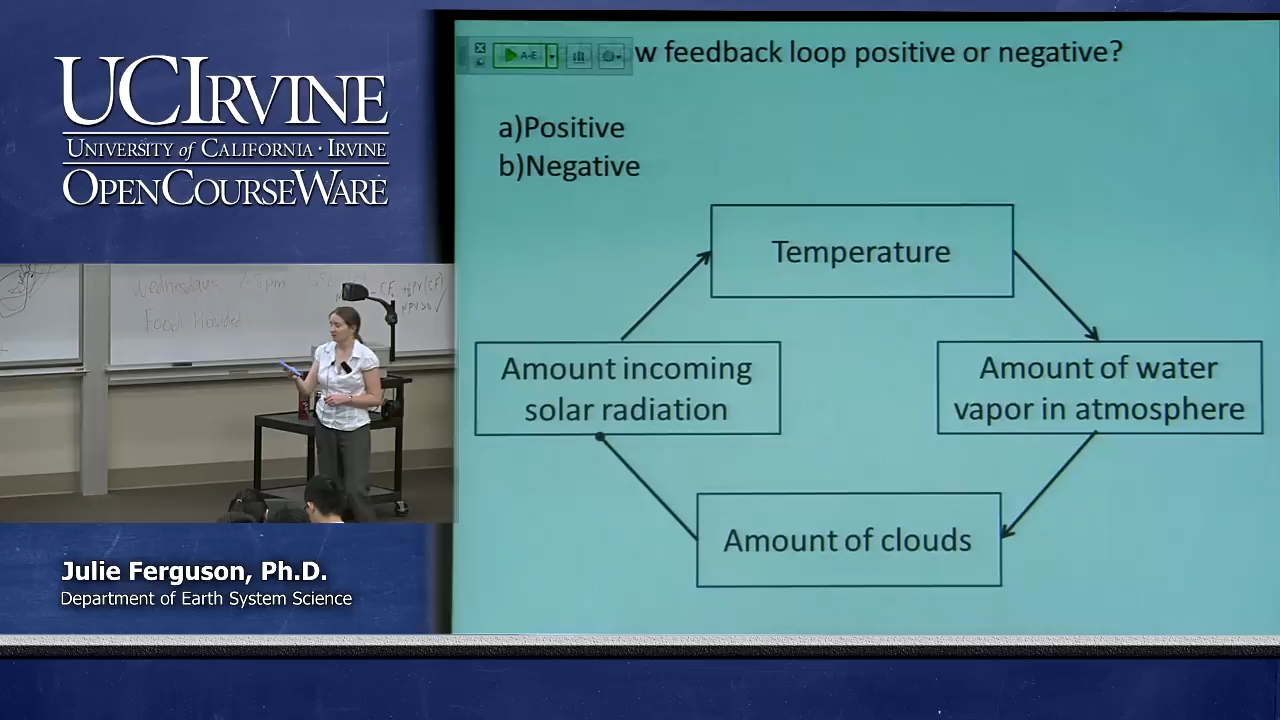 UCIRVINE
UNIVERSITY of CALIFORNIA · IRVINE
OPENCOURSEWARE
Wednesdays 7-8pm
Food Provided
Julie Ferguson, Ph.D.
Department of Earth System Science
A-E
w feedback loop positive or negative?
a)Positive
b)Negative
Temperature
Amount incoming
solar radiation
Amount of water
vapor in atmosphere
Amount of clouds